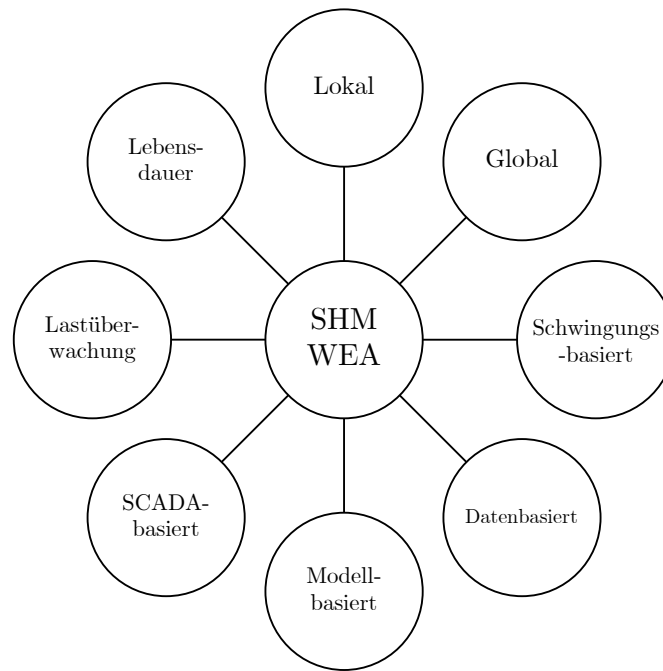 Lokal
Lebens-
dauer
Global
SHM
WEA
Lastüber-
wachung
Schwingungs
-basiert
SCADA-
basiert
Datenbasiert
Modell-
basiert